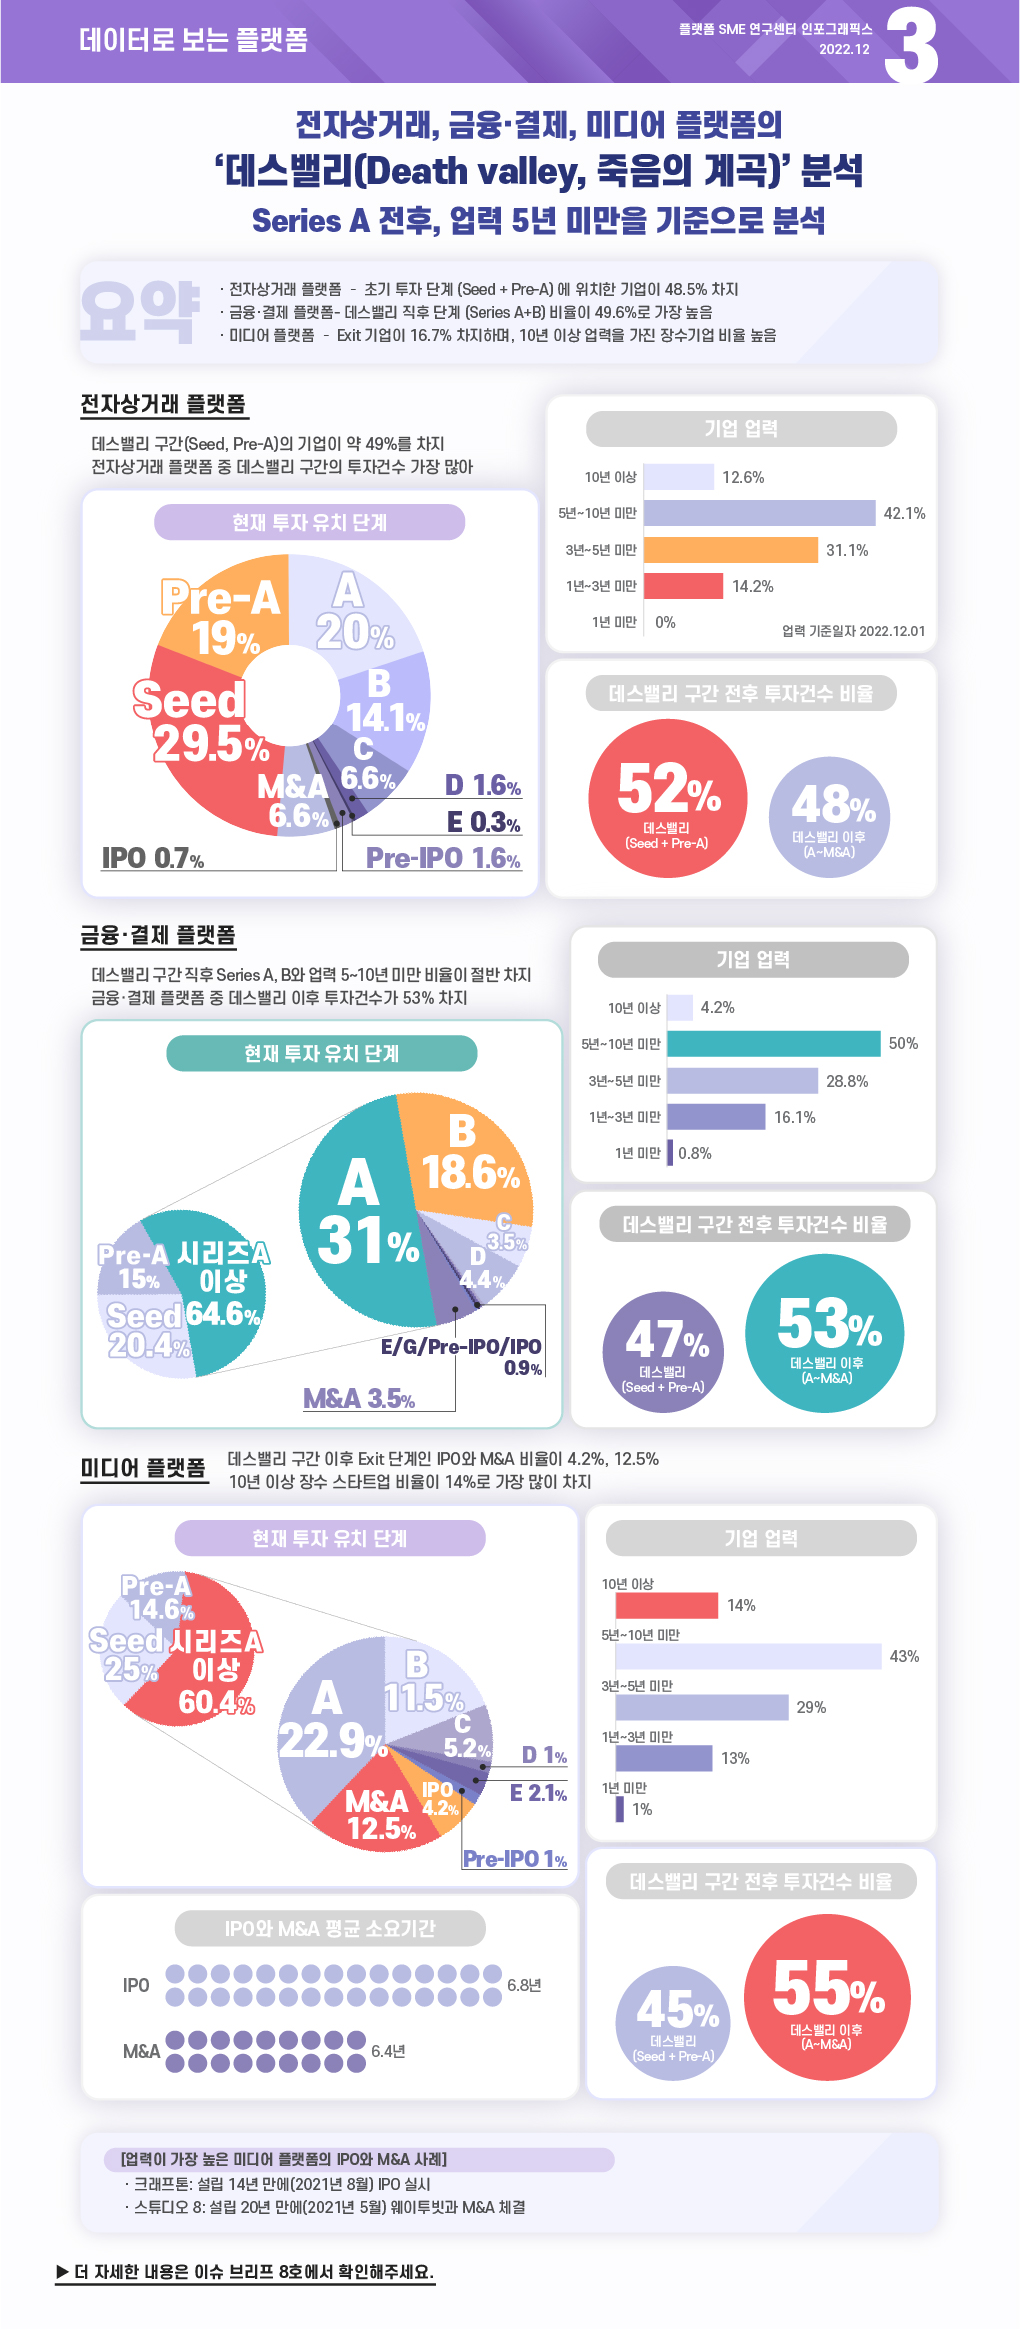 데이터로 보는 플랫폼
플랫폼 SME 연구센터 인포그래픽스
2022.12
3
전자상거래, 금융·결제, 미디어 플랫폼의
‘데스밸리(Death valley, 죽음의 계곡)’ 분석
Series A 전후, 업력 5년 미만을 기준으로 분석
요약
· 전자상거래 플랫폼 - 초기 투자 단계 (Seed + Pre-A) 에 위치한 기업이 48.5% 차지
· 금융·결제 플랫폼- 데스밸리 직후 단계 (Series A+B) 비율이 49.6%로 가장 높음
· 미디어 플랫폼 - Exit 기업이 16.7% 차지하며, 10년 이상 업력을 가진 장수기업 비율 높음
전자상거래 플랫폼
데스밸리 구간(Seed, Pre-A)의 기업이 약 49%를 차지
전자상거래 플랫폼 중 데스밸리 구간의 투자건수 가장 많아
현재 투자 유치 단계
Pre-A
19%
A
20%
B
14.1%
Seed
29.5%
C
6.6%
M&A
6.6%
D 1.6%
E 0.3%
Pre-IPO 1.6%
IPO 0.7%
기업 업력
10년 이상 12.6%
5년~10년 미만 42.1%
3년~5년 미만 31.1%
1년~3년 미만 14.2%
1년 미만 0%
업력 기준일자 2022.12.01
데스밸리 구간 전후 투자건수 비율
52%
데스밸리
(Seed + Pre-A)
48%
데스밸리 이후
(A~M&A)
금융·결제 플랫폼
데스밸리 구간 직후 Series A, B와 업력 5~10년 미만 비율이 절반 차지
금융·결제 플랫폼 중 데스밸리 이후 투자건수가 53% 차지
현재 투자 유치 단계
Pre-A
15%
시리즈A
이상
64.6%
Seed
20.4%
A
31%
B
18.6%
C
3.5%
D
4.4%
E/G/Pre-IPO/IPO
0.9%
M&A 3.5%
기업 업력
10년 이상 4.2%
5년~10년 미만 50%
3년~5년 미만 28.8%
1년~3년 미만 16.1%
1년 미만 0.8%
데스밸리 구간 전후 투자건수 비율
47%
데스밸리
(Seed + Pre-A)
53%
데스밸리 이후
(A~M&A)
미디어 플랫폼
데스밸리 구간 이후 Exit 단계인 IPO와 M&A 비율이 4.2%, 12.5%
10년 이상 장수 스타트업 비율이 14%로 가장 많이 차지
현재 투자 유치 단계
Pre-A
14.6%
Seed
25%
시리즈A
이상
60.4%
A
22.9%
B
11.5%
C
5.2%
D 1%
E 2.1%
IPO
4.2%
M&A
12.5%
Pre-IPO 1%
기업 업력
10년 이상
14%
5년~10년 미만
43%
3년~5년 미만
29%
1년~3년 미만
13%
1년 미만
1%
데스밸리 구간 전후 투자건수 비율
45%
데스밸리
(Seed + Pre-A)
55%
데스밸리 이후
(A~M&A)
IPO와 M&A 평균 소요기간
IPO 6.8년
M&A 6.4년
[업력이 가장 높은 미디어 플랫폼의 IPO와 M&A 사례]
· 크래프톤: 설립 14년 만에(2021년 8월) IPO 실시
· 스튜디오 8: 설립 20년 만에(2021년 5월) 웨이투빗과 M&A 체결
▶ 더 자세한 내용은 이슈 브리프 8호에서 확인해주세요.